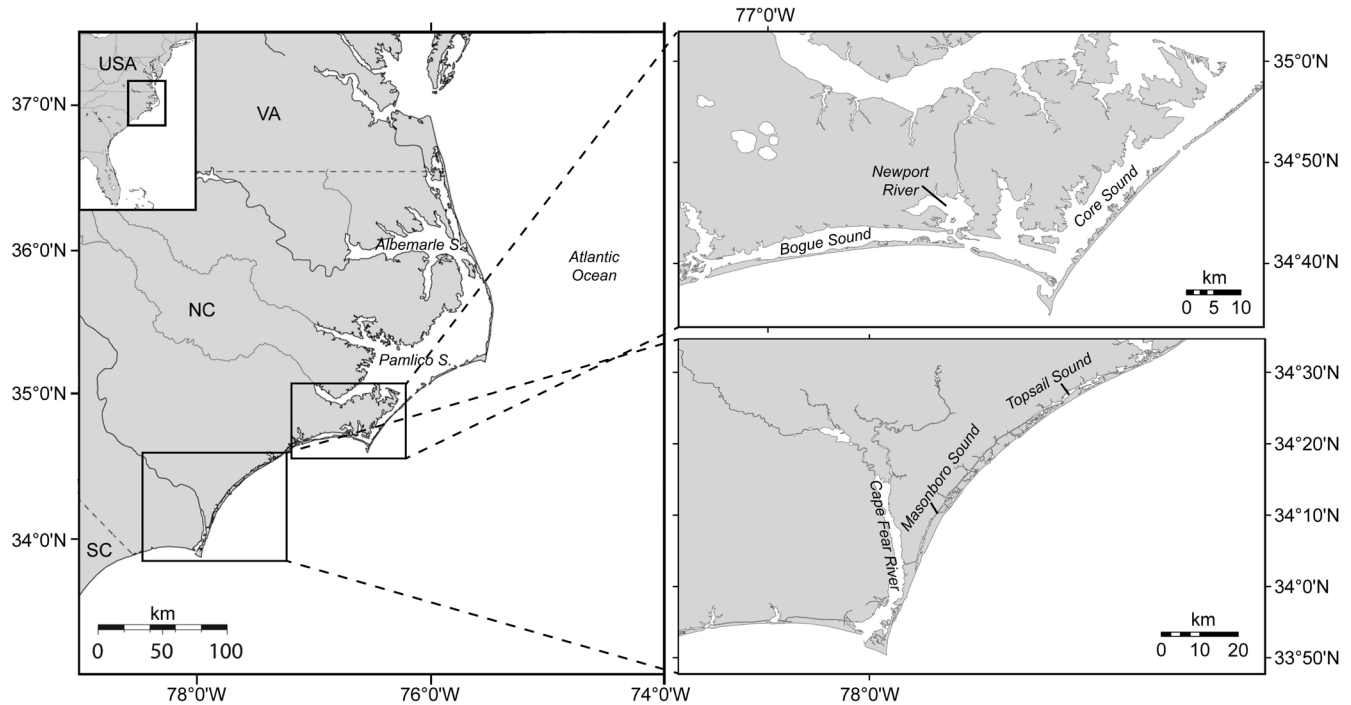 77°0'W
USA
VA
37°0'N
36°0'N
35°0'N
34°0'N
Albemarle S.
Atlantic
Ocean
NC
Pamlico S.
SC
km
0 50 100
78°0'W
76°0'W
74°0'W
35°0'N
34°50'N
34°40'N
Newport
River
Core Sound
Bogue Sound
km
0 5 10
34°30'N
34°20'N
34°10'N
34°0'N
33°50'N
Topsail Sound
Masonboro Sound
Cape Fear River
km
0 10 20
78°0'W